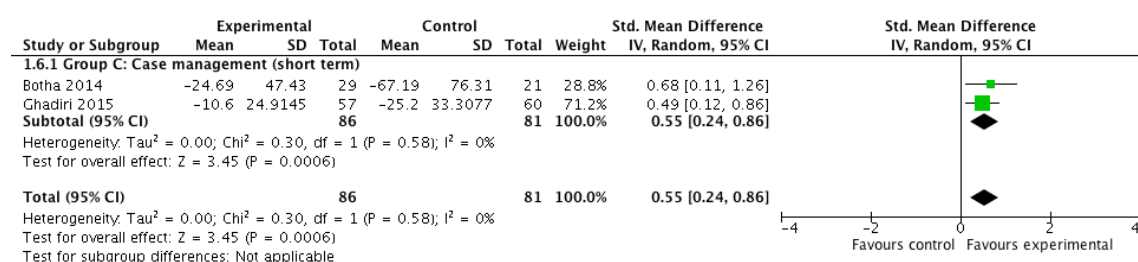 Experimental Control Std. Mean Difference Std. Mean Difference
Study or Subgroup Mean SD Total Mean SD Total Weight IV, Random, 95% CI IV, Random, 95% CI
1.6.1 Group C: Case management (short term)
Botha 2014 −24.69 47.43 29 −67.19 76.31 21 28.8% 0.68 [0.11, 1.26]
Ghadiri 2015 −10.6 24.9145 57 −25.2 33.3077 60 71.2% 0.49 [0.12, 0.86]
Subtotal (95% CI) 86 81 100.0% 0.55 [0.24, 0.86]
Heterogeneity: Tau² = 0.00; Chi² = 0.30, df = 1 (P = 0.58); I² = 0%
Test for overall effect: Z = 3.45 (P = 0.0006)
Total (95% CI) 86 81 100.0% 0.55 [0.24, 0.86]
Heterogeneity: Tau² = 0.00; Chi² = 0.30, df = 1 (P = 0.58); I² = 0%
−4 −2 0 2 4
Test for overall effect: Z = 3.45 (P = 0.0006)
Favours control Favours experimental
Test for subgroup differences: Not applicable